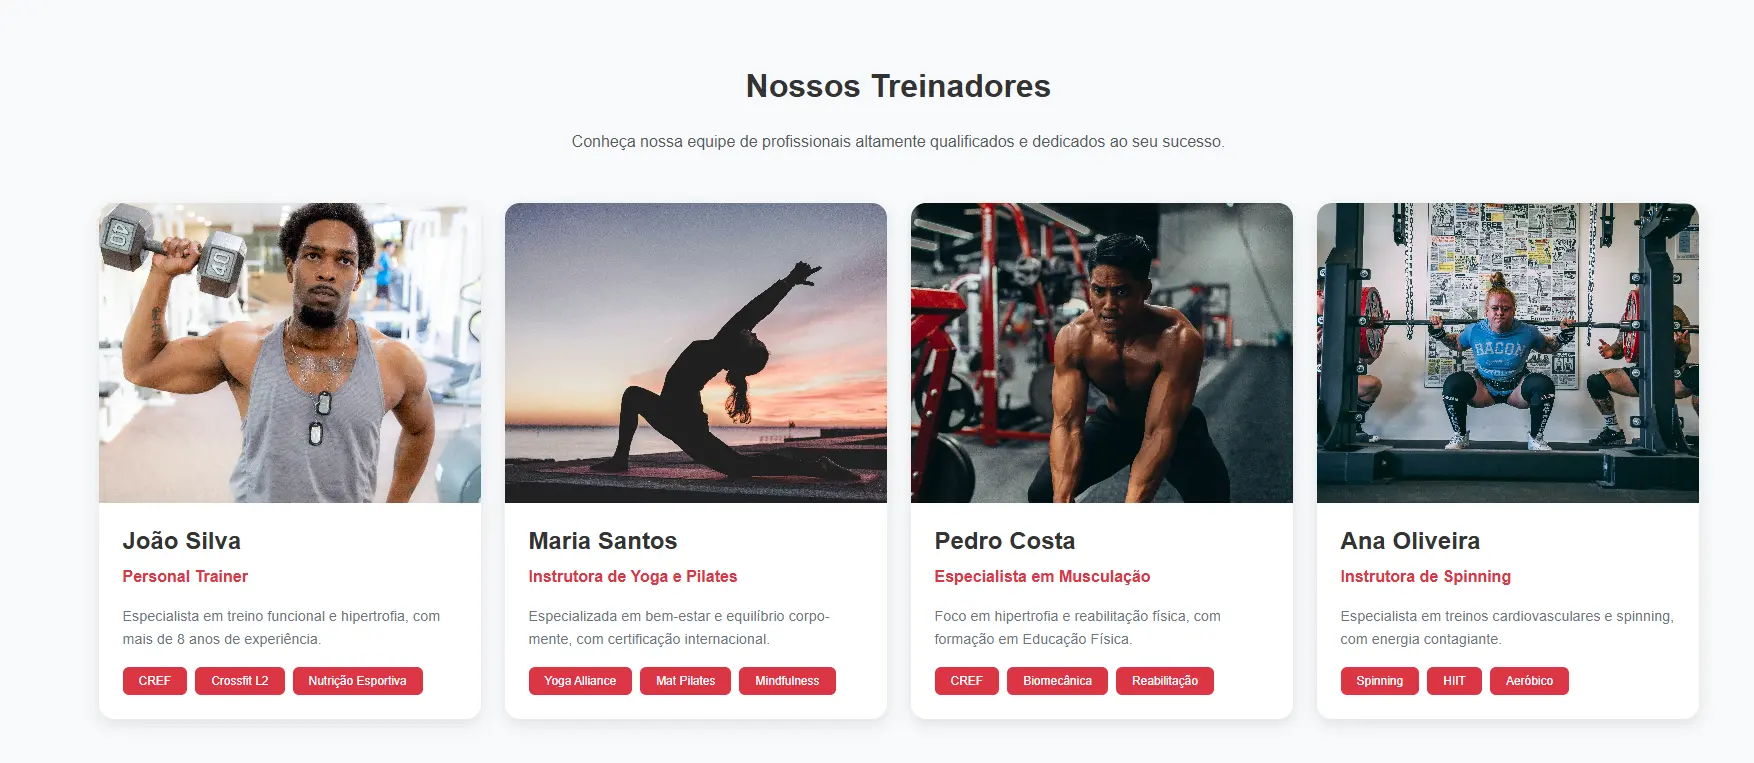 Nossos Treinadores
Conheça nossa equipe de profissionais altamente qualificados e dedicados ao seu sucesso.
40
40
BACON
João Silva
Personal Trainer
Especialista em treino funcional e hipertrofia, com
mais de 8 anos de experiência.
CREF
Crossfit L2
Nutrição Esportiva
Maria Santos
Instrutora de Yoga e Pilates
Especializada em bem-estar e equilíbrio corpo-
mente, com certificação internacional.
Yoga Alliance
Mat Pilates
Mindfulness
Pedro Costa
Especialista em Musculação
Foco em hipertrofia e reabilitação física, com
formação em Educação Física.
CREF
Biomecânica
Reabilitação
Ana Oliveira
Instrutora de Spinning
Especialista em treinos cardiovasculares e spinning,
com energia contagiante.
Spinning
HIIT
Aeróbico